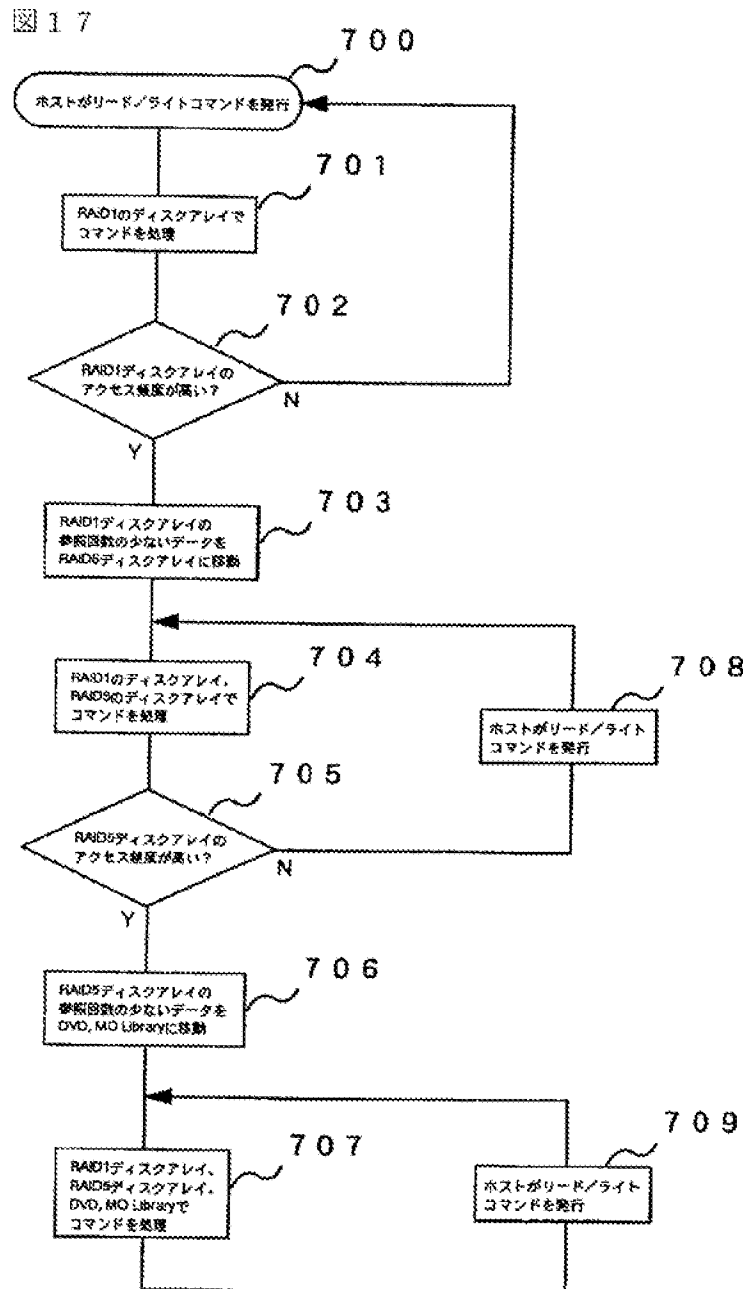 図17
700
ホストがリード/ライトコマンドを発行
701
RAID1のディスクアレイで
コマンドを処理
702
RAID1ディスクアレイの
アクセス頻度が高い?
N
Y
703
RAID1ディスクアレイの
参照回数の少ないデータを
RAID5ディスクアレイに移動
704
RAID1のディスクアレイ,
RAID5のディスクアレイで
コマンドを処理
708
ホストがリード/ライト
コマンドを発行
705
RAID5ディスクアレイの
アクセス頻度が高い?
N
Y
706
RAID5ディスクアレイの
参照回数の少ないデータを
DVD, MO Libraryに移動
707
RAID1ディスクアレイ、
RAID5ディスクアレイ,
DVD, MO Libraryで
コマンドを処理
709
ホストがリード/ライト
コマンドを発行